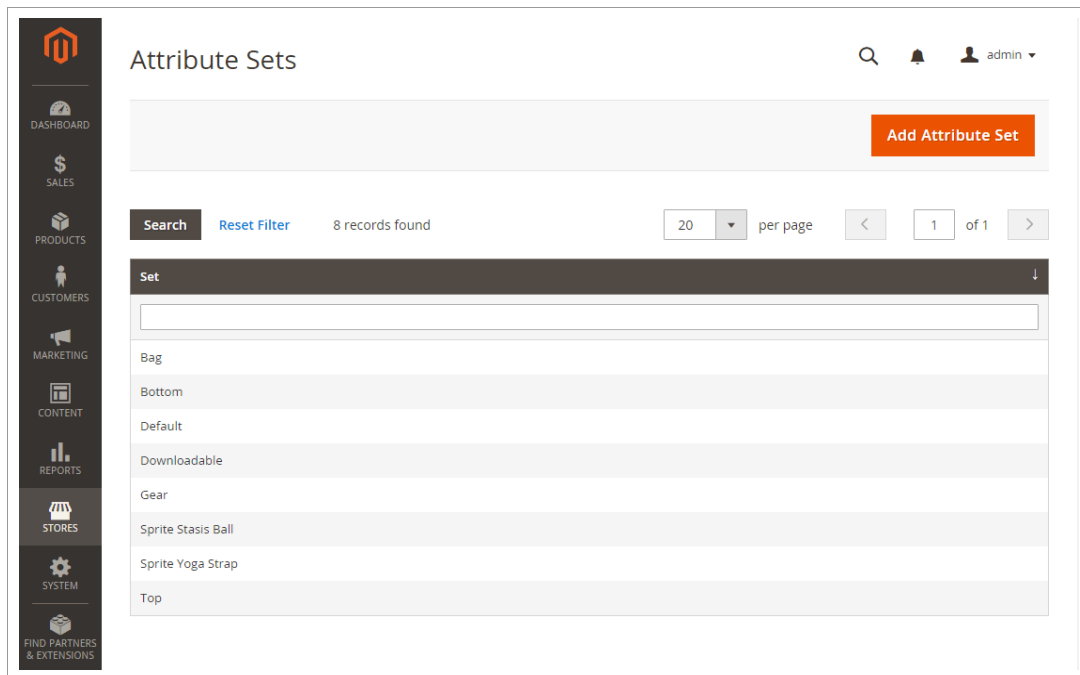 Attribute Sets
admin
DASHBOARD
SALES
PRODUCTS
CUSTOMERS
MARKETING
CONTENT
REPORTS
STORES
SYSTEM
FIND PARTNERS
& EXTENSIONS
Add Attribute Set
Search Reset Filter 8 records found 20 per page 1 of 1
Set
Bag
Bottom
Default
Downloadable
Gear
Sprite Stasis Ball
Sprite Yoga Strap
Top